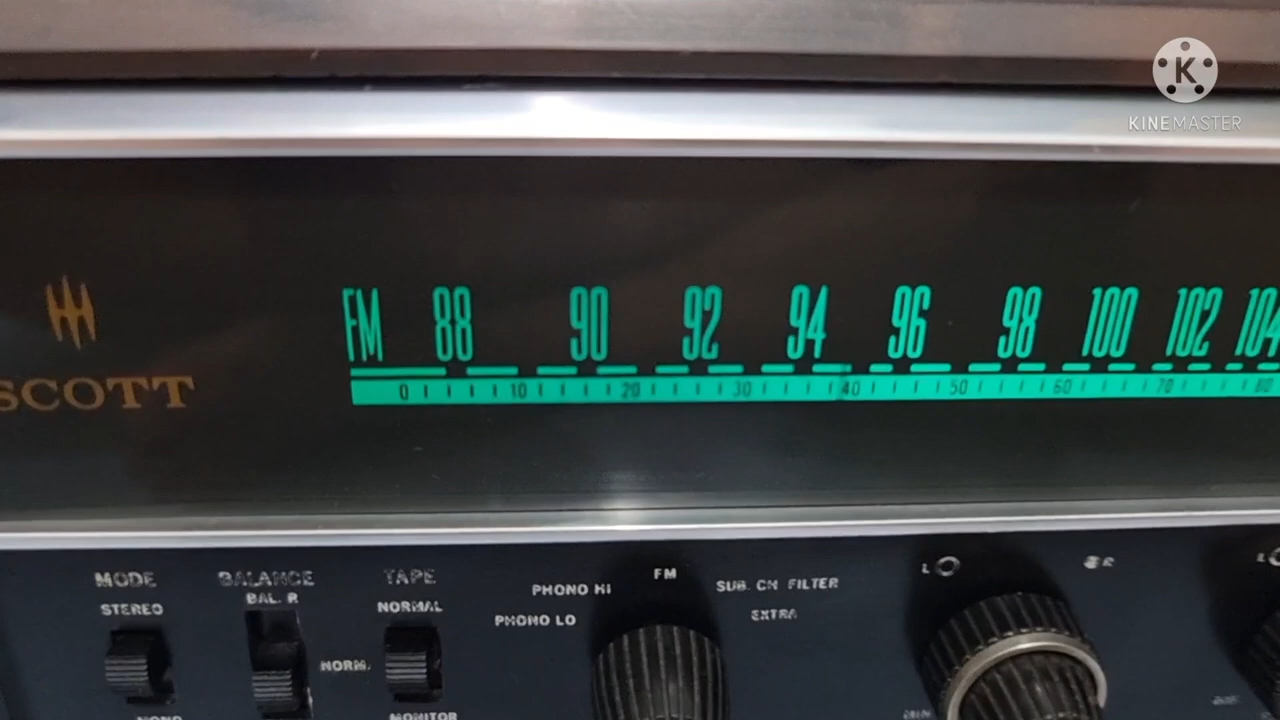 K
KINEMASTER
SCOTT
FM 88 90 92 94 96 98 100 102 104
0 10 20 30 40 50 60 70 80
MODE BALANCE TAPE
STEREO BAL. R NORMAL
NORM.
MONO MONITOR
FM
PHONO HI SUB. CH FILTER
PHONO LO EXTRA
L R
L